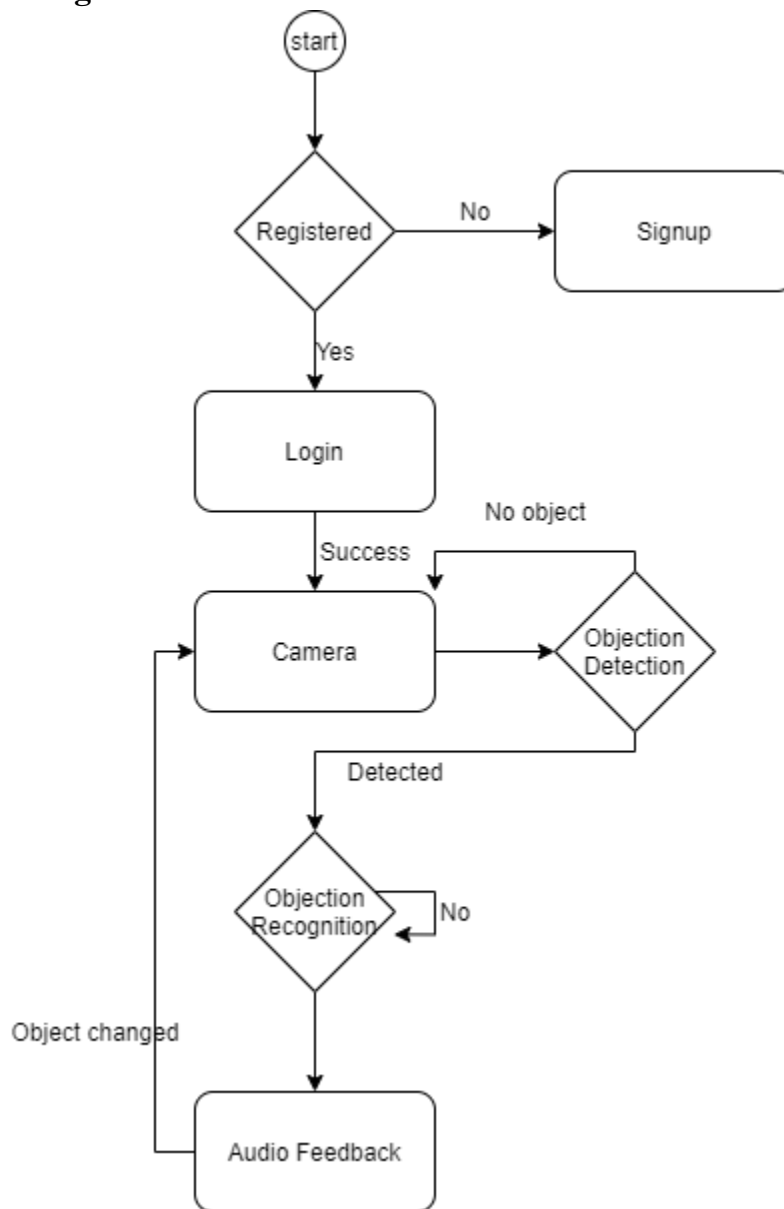 start
Registered
No
Signup
Yes
Login
No object
Success
Camera
Objection
Detection
Detected
Objection
Recognition
No
Object changed
Audio Feedback